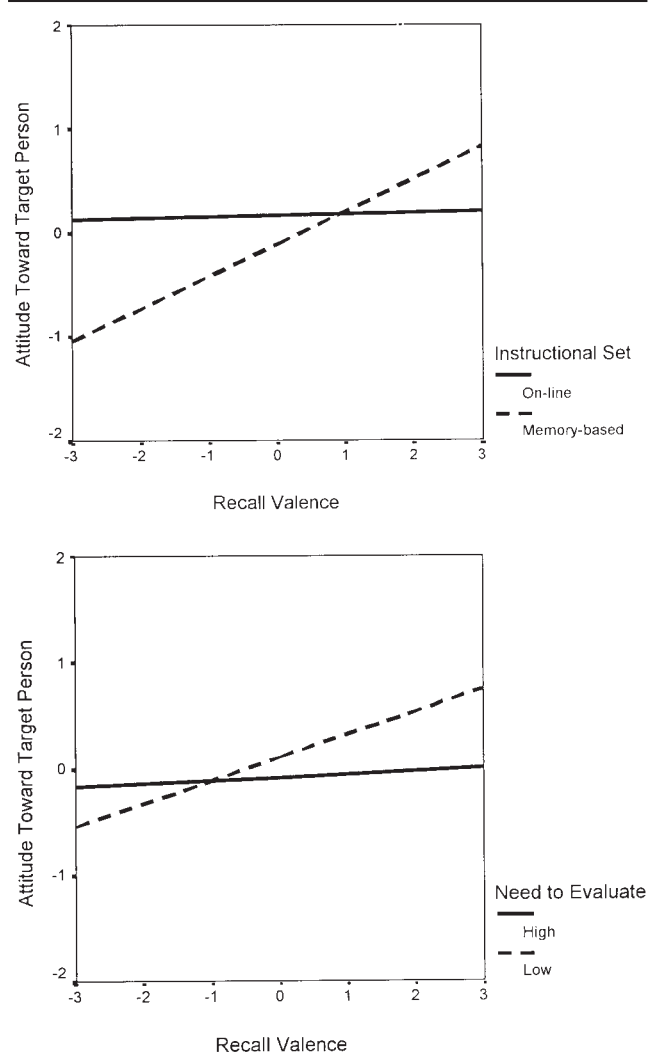 2
1
0
-1
-2
-3 -2 -1 0 1 2 3
Attitude Toward Target Person
Recall Valence
Instructional Set
On-line
Memory-based
2
1
0
-1
-2
-3 -2 -1 0 1 2 3
Attitude Toward Target Person
Recall Valence
Need to Evaluate
High
Low